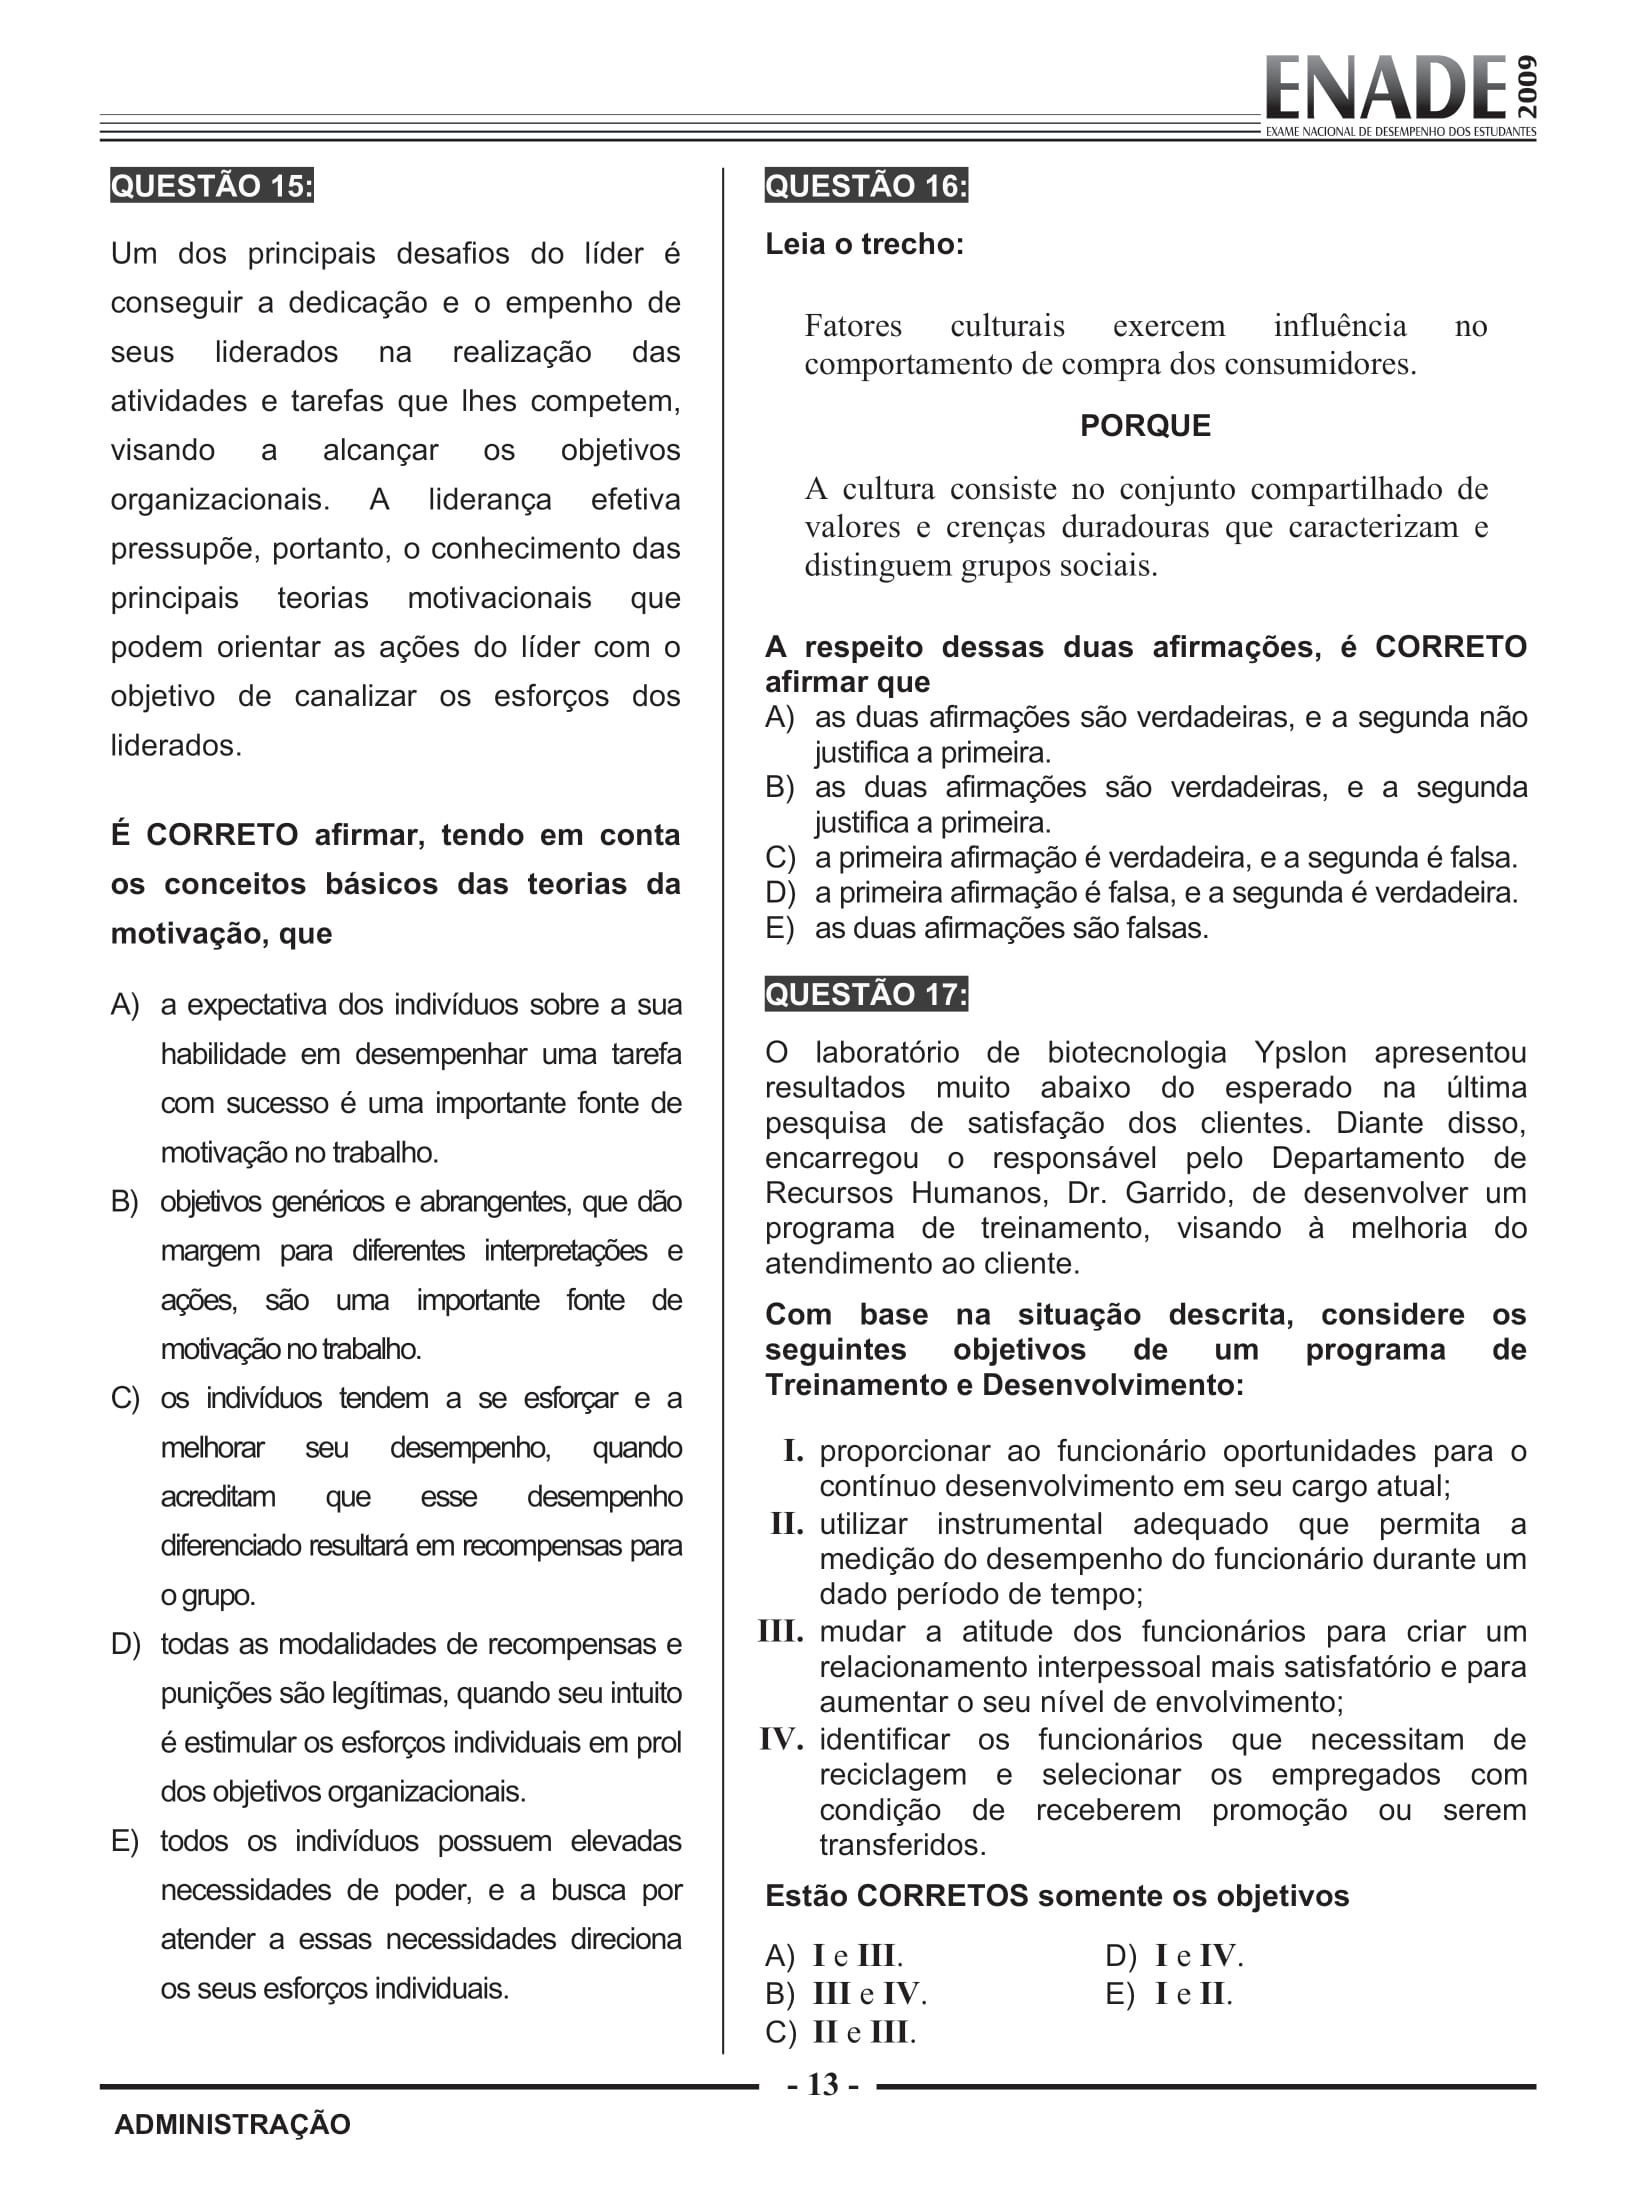 ENADE 2009
EXAME NACIONAL DE DESEMPENHO DOS ESTUDANTES
QUESTÃO 15:
Um dos principais desafios do líder é
conseguir a dedicação e o empenho de
seus liderados na realização das
atividades e tarefas que lhes competem,
visando a alcançar os objetivos
organizacionais. A liderança efetiva
pressupõe, portanto, o conhecimento das
principais teorias motivacionais que
podem orientar as ações do líder com o
objetivo de canalizar os esforços dos
liderados.
É CORRETO afirmar, tendo em conta
os conceitos básicos das teorias da
motivação, que
A) a expectativa dos indivíduos sobre a sua
habilidade em desempenhar uma tarefa
com sucesso é uma importante fonte de
motivação no trabalho.
B) objetivos genéricos e abrangentes, que dão
margem para diferentes interpretações e
ações, são uma importante fonte de
motivação no trabalho.
C) os indivíduos tendem a se esforçar e a
melhorar seu desempenho, quando
acreditam que esse desempenho
diferenciado resultará em recompensas para
o grupo.
D) todas as modalidades de recompensas e
punições são legítimas, quando seu intuito
é estimular os esforços individuais em prol
dos objetivos organizacionais.
E) todos os indivíduos possuem elevadas
necessidades de poder, e a busca por
atender a essas necessidades direciona
os seus esforços individuais.
QUESTÃO 16:
Leia o trecho:
Fatores culturais exercem influência no
comportamento de compra dos consumidores.
PORQUE
A cultura consiste no conjunto compartilhado de
valores e crenças duradouras que caracterizam e
distinguem grupos sociais.
A respeito dessas duas afirmações, é CORRETO
afirmar que
A) as duas afirmações são verdadeiras, e a segunda não
justifica a primeira.
B) as duas afirmações são verdadeiras, e a segunda
justifica a primeira.
C) a primeira afirmação é verdadeira, e a segunda é falsa.
D) a primeira afirmação é falsa, e a segunda é verdadeira.
E) as duas afirmações são falsas.
QUESTÃO 17:
O laboratório de biotecnologia Ypslon apresentou
resultados muito abaixo do esperado na última
pesquisa de satisfação dos clientes. Diante disso,
encarregou o responsável pelo Departamento de
Recursos Humanos, Dr. Garrido, de desenvolver um
programa de treinamento, visando à melhoria do
atendimento ao cliente.
Com base na situação descrita, considere os
seguintes objetivos de um programa de
Treinamento e Desenvolvimento:
I. proporcionar ao funcionário oportunidades para o
contínuo desenvolvimento em seu cargo atual;
II. utilizar instrumental adequado que permita a
medição do desempenho do funcionário durante um
dado período de tempo;
III. mudar a atitude dos funcionários para criar um
relacionamento interpessoal mais satisfatório e para
aumentar o seu nível de envolvimento;
IV. identificar os funcionários que necessitam de
reciclagem e selecionar os empregados com
condição de receberem promoção ou serem
transferidos.
Estão CORRETOS somente os objetivos
A) I e III.
B) III e IV.
C) II e III.
D) I e IV.
E) I e II.
- 13 -
ADMINISTRAÇÃO